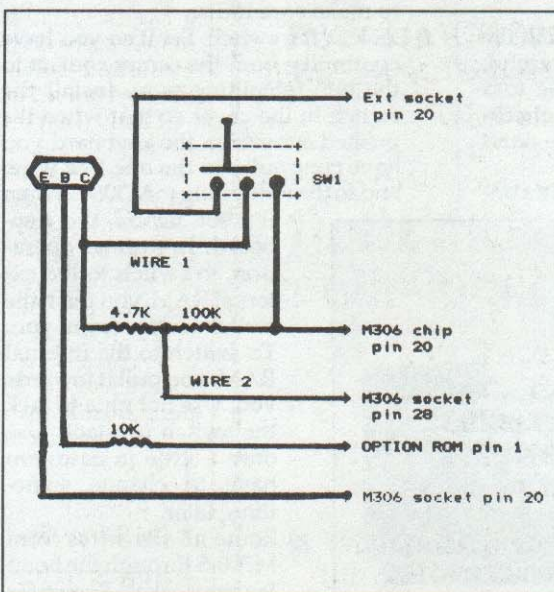 Ext socket
pin 20
SW1
E B C
WIRE 1
4.7K 100K
M306 chip
pin 20
WIRE 2
M306 socket
pin 28
10K
OPTION ROM pin 1
M306 socket pin 20